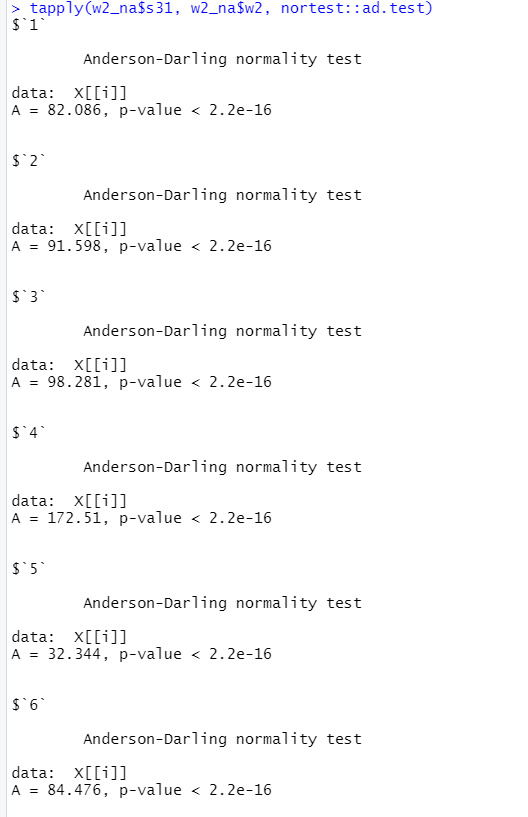 > tapply(w2_na$s31, w2_na$w2, nortest::ad.test)
$`1`
Anderson-Darling normality test
data:  X[[i]]
A = 82.086, p-value < 2.2e-16
$`2`
Anderson-Darling normality test
data:  X[[i]]
A = 91.598, p-value < 2.2e-16
$`3`
Anderson-Darling normality test
data:  X[[i]]
A = 98.281, p-value < 2.2e-16
$`4`
Anderson-Darling normality test
data:  X[[i]]
A = 172.51, p-value < 2.2e-16
$`5`
Anderson-Darling normality test
data:  X[[i]]
A = 32.344, p-value < 2.2e-16
$`6`
Anderson-Darling normality test
data:  X[[i]]
A = 84.476, p-value < 2.2e-16